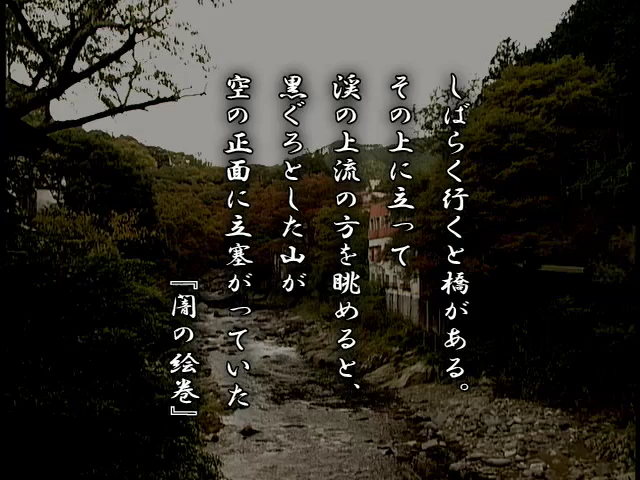 しばらく行くと橋がある。
その上に立って
渓の上流の方を眺めると、
黒ぐろとした山が
空の正面に立塞がっていた
『闇の絵巻』